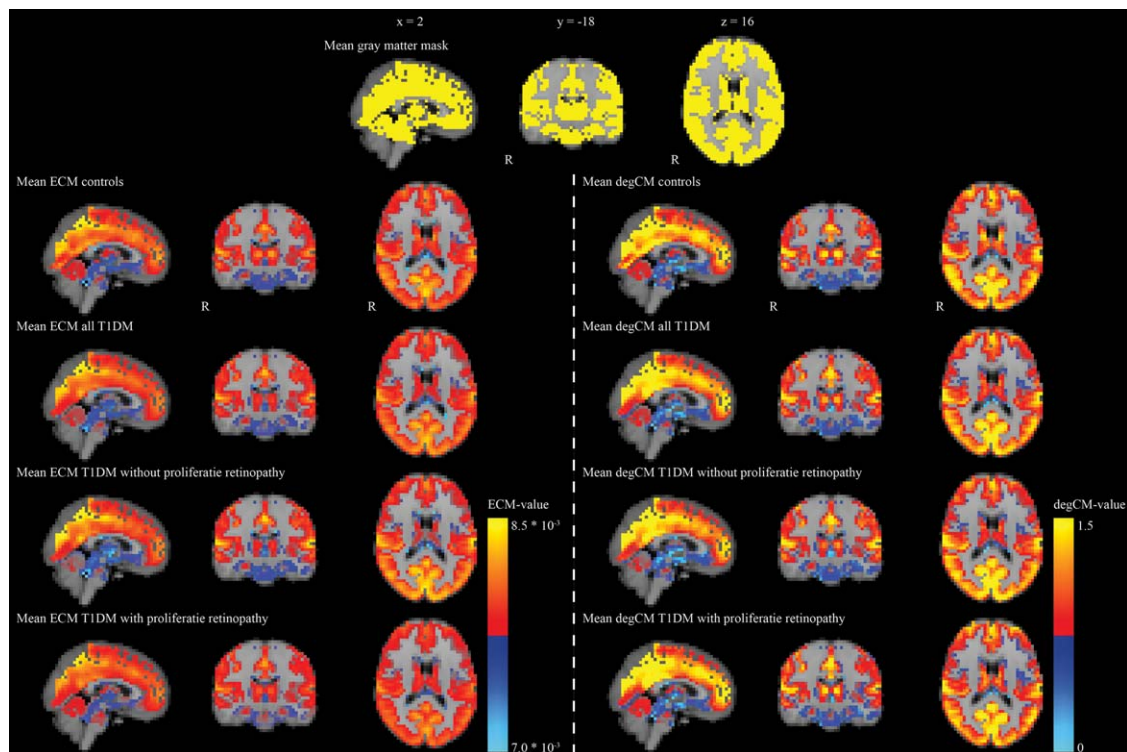 x = 2 y = -18 z = 16
Mean gray matter mask
R R
Mean ECM controls Mean degCM controls
R R R R
Mean ECM all T1DM Mean degCM all T1DM
Mean ECM T1DM without proliferatie retinopathy Mean degCM T1DM without proliferatie retinopathy
ECM-value degCM-value
8.5 * 10⁻³ 1.5
Mean ECM T1DM with proliferatie retinopathy Mean degCM T1DM with proliferatie retinopathy
7.0 * 10⁻³ 0